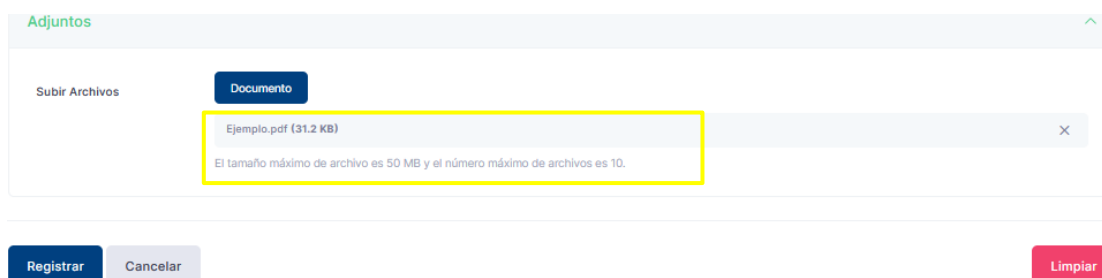 Adjuntos
Subir Archivos
Documento
Ejemplo.pdf (31.2 KB)
El tamaño máximo de archivo es 50 MB y el número máximo de archivos es 10.
Registrar
Cancelar
Limpiar